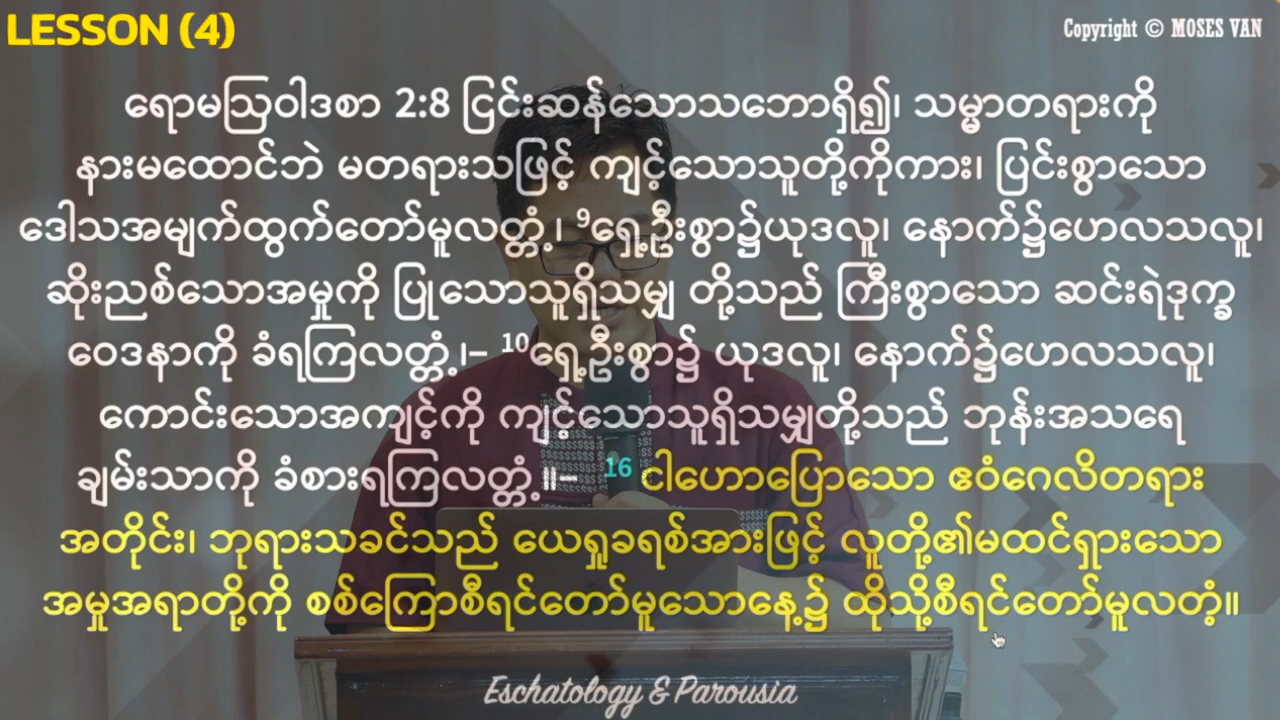 LESSON (4)
Copyright © MOSES VAN
ရောမဩဝါဒစာ 2:8 ငြင်းဆန်သောသဘောရှိ၍၊ သမ္မာတရားကို
နားမထောင်ဘဲ မတရားသဖြင့် ကျင့်သောသူတို့ကိုကား၊ ပြင်းစွာသော
ဒေါသအမျက်ထွက်တော်မူလတ္တံ့၊ ⁹ရှေ့ဦးစွာ၌ယုဒလူ၊ နောက်၌ဟေလသလူ၊
ဆိုးညစ်သောအမှုကို ပြုသောသူရှိသမျှ တို့သည် ကြီးစွာသော ဆင်းရဲဒုက္ခ
ဝေဒနာကို ခံရကြလတ္တံ့၊– ¹⁰ရှေ့ဦးစွာ၌ ယုဒလူ၊ နောက်၌ဟေလသလူ၊
ကောင်းသောအကျင့်ကို ကျင့်သောသူရှိသမျှတို့သည် ဘုန်းအသရေ
ချမ်းသာကို ခံစားရကြလတ္တံ့။– ¹⁶ ငါဟောပြောသော ဧဝံဂေလိတရား
အတိုင်း၊ ဘုရားသခင်သည် ယေရှုခရစ်အားဖြင့် လူတို့၏မထင်ရှားသော
အမှုအရာတို့ကို စစ်ကြောစီရင်တော်မူသောနေ့၌ ထိုသို့စီရင်တော်မူလတံ့။
Eschatology & Parousia